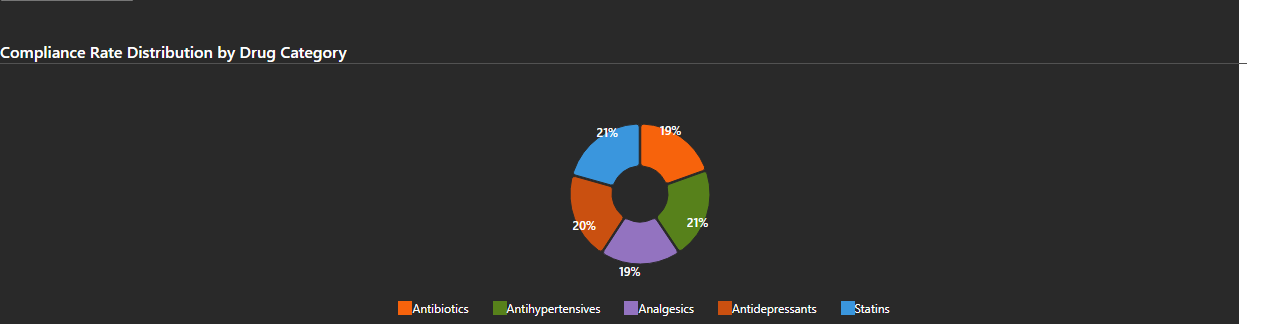 Compliance Rate Distribution by Drug Category
21% 19%
20% 21%
19%
Antibiotics Antihypertensives Analgesics Antidepressants Statins